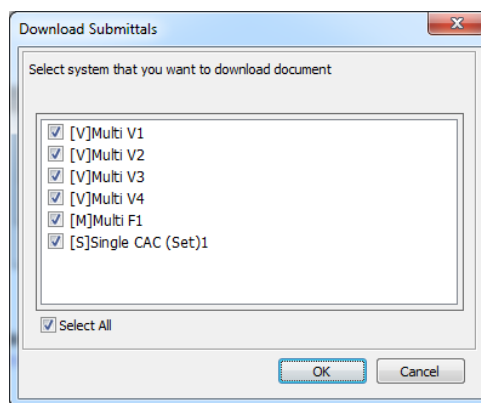 Download Submittals
Select system that you want to download document
[V]Multi V1
[V]Multi V2
[V]Multi V3
[V]Multi V4
[M]Multi F1
[S]Single CAC (Set)1
Select All
OK
Cancel